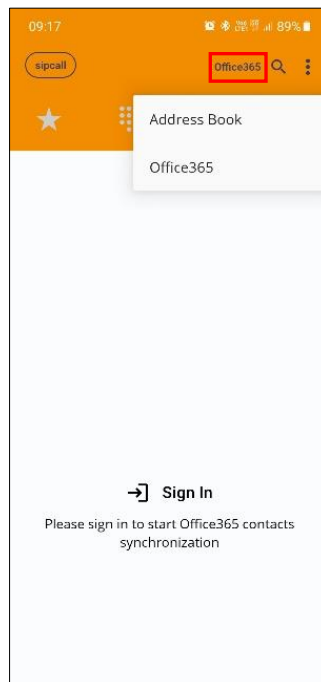 09:17
89%
sipcall
Office365
Address Book
Office365
Sign In
Please sign in to start Office365 contacts
synchronization